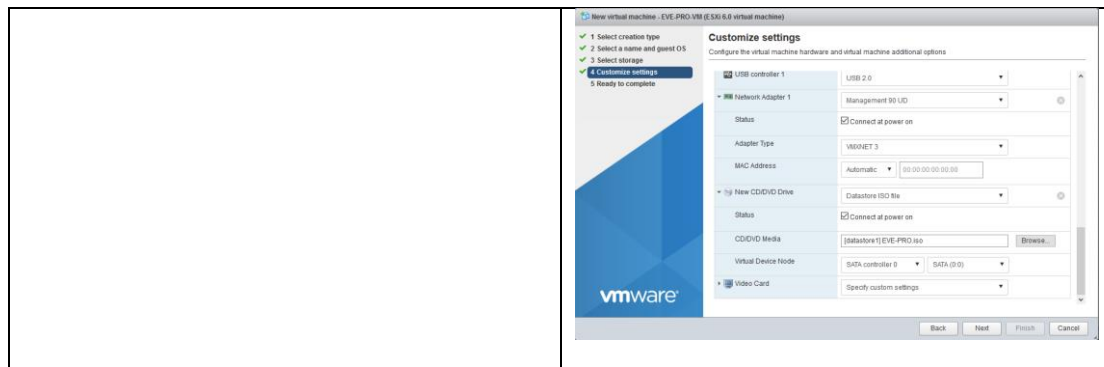 New virtual machine - EVE-PRO-VM (ESXi 6.0 virtual machine)
1 Select creation type
2 Select a name and guest OS
3 Select storage
4 Customize settings
5 Ready to complete
vmware
Customize settings
Configure the virtual machine hardware and virtual machine additional options
USB controller 1 USB 2.0
Network Adapter 1 Management 90 UD
Status Connect at power on
Adapter Type VMXNET 3
MAC Address Automatic 00:00:00:00:00:00
New CD/DVD Drive Datastore ISO file
Status Connect at power on
CD/DVD Media [datastore1] EVE-PRO.iso Browse...
Virtual Device Node SATA controller 0 SATA (0:0)
Video Card Specify custom settings
Back Next Finish Cancel